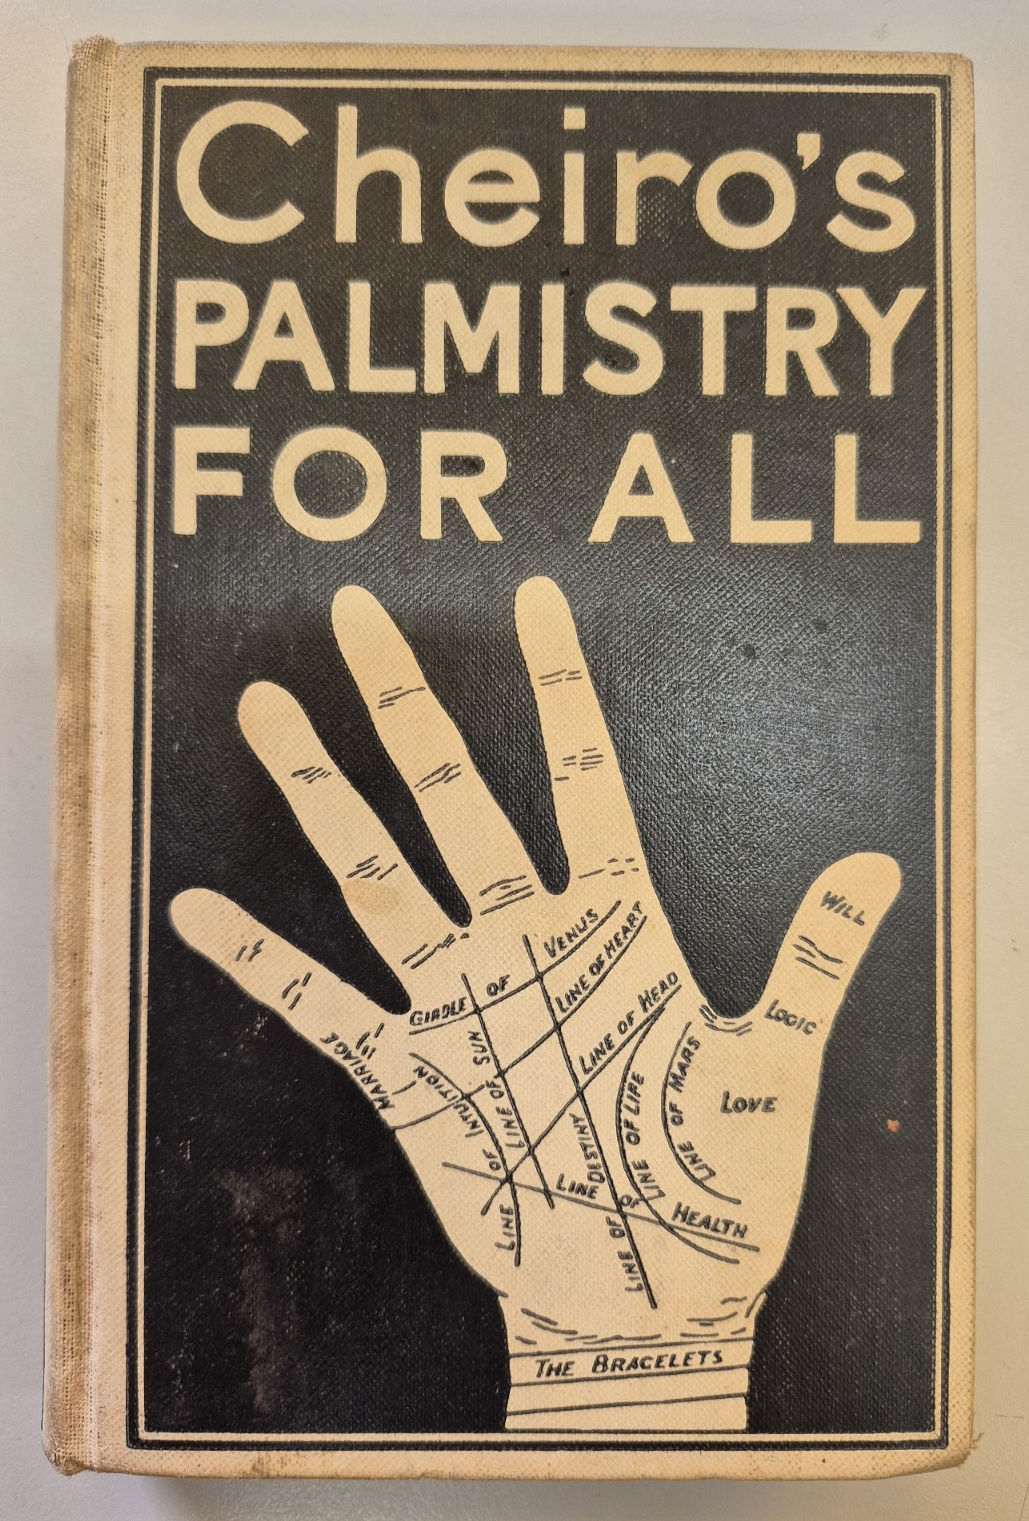 Cheiro's
PALMISTRY
FOR ALL
WILL
LOGIC
LOVE
GIRDLE OF VENUS
LINE OF HEART
LINE OF HEAD
MARRIAGE
LINE OF INTUITION
LINE OF SUN
LINE OF DESTINY
LINE OF LIFE
LINE OF MARS
LINE OF HEALTH
THE BRACELETS